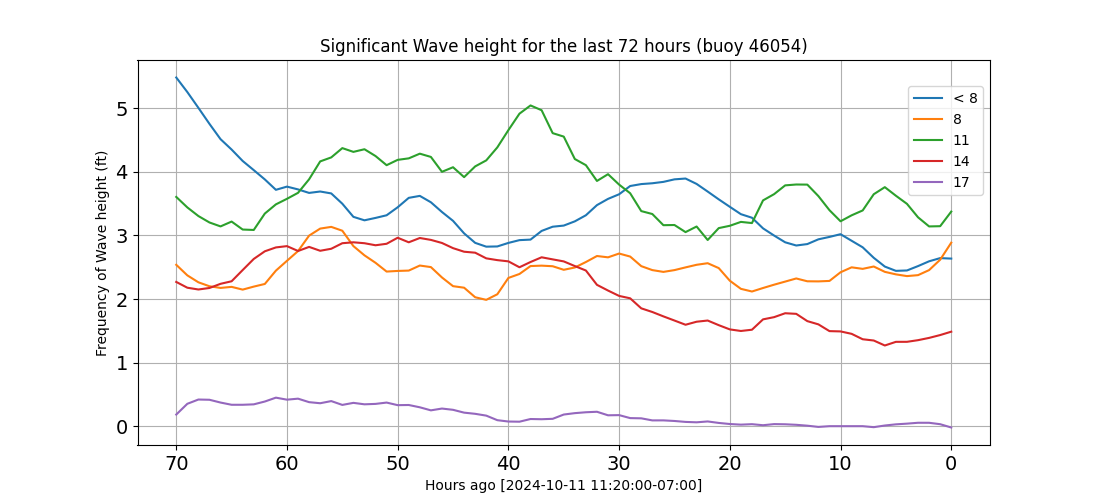 Significant Wave height for the last 72 hours (buoy 46054)
Frequency of Wave height (ft)
5
4
3
2
1
0
< 8
8
11
14
17
70 60 50 40 30 20 10 0
Hours ago [2024-10-11 11:20:00-07:00]